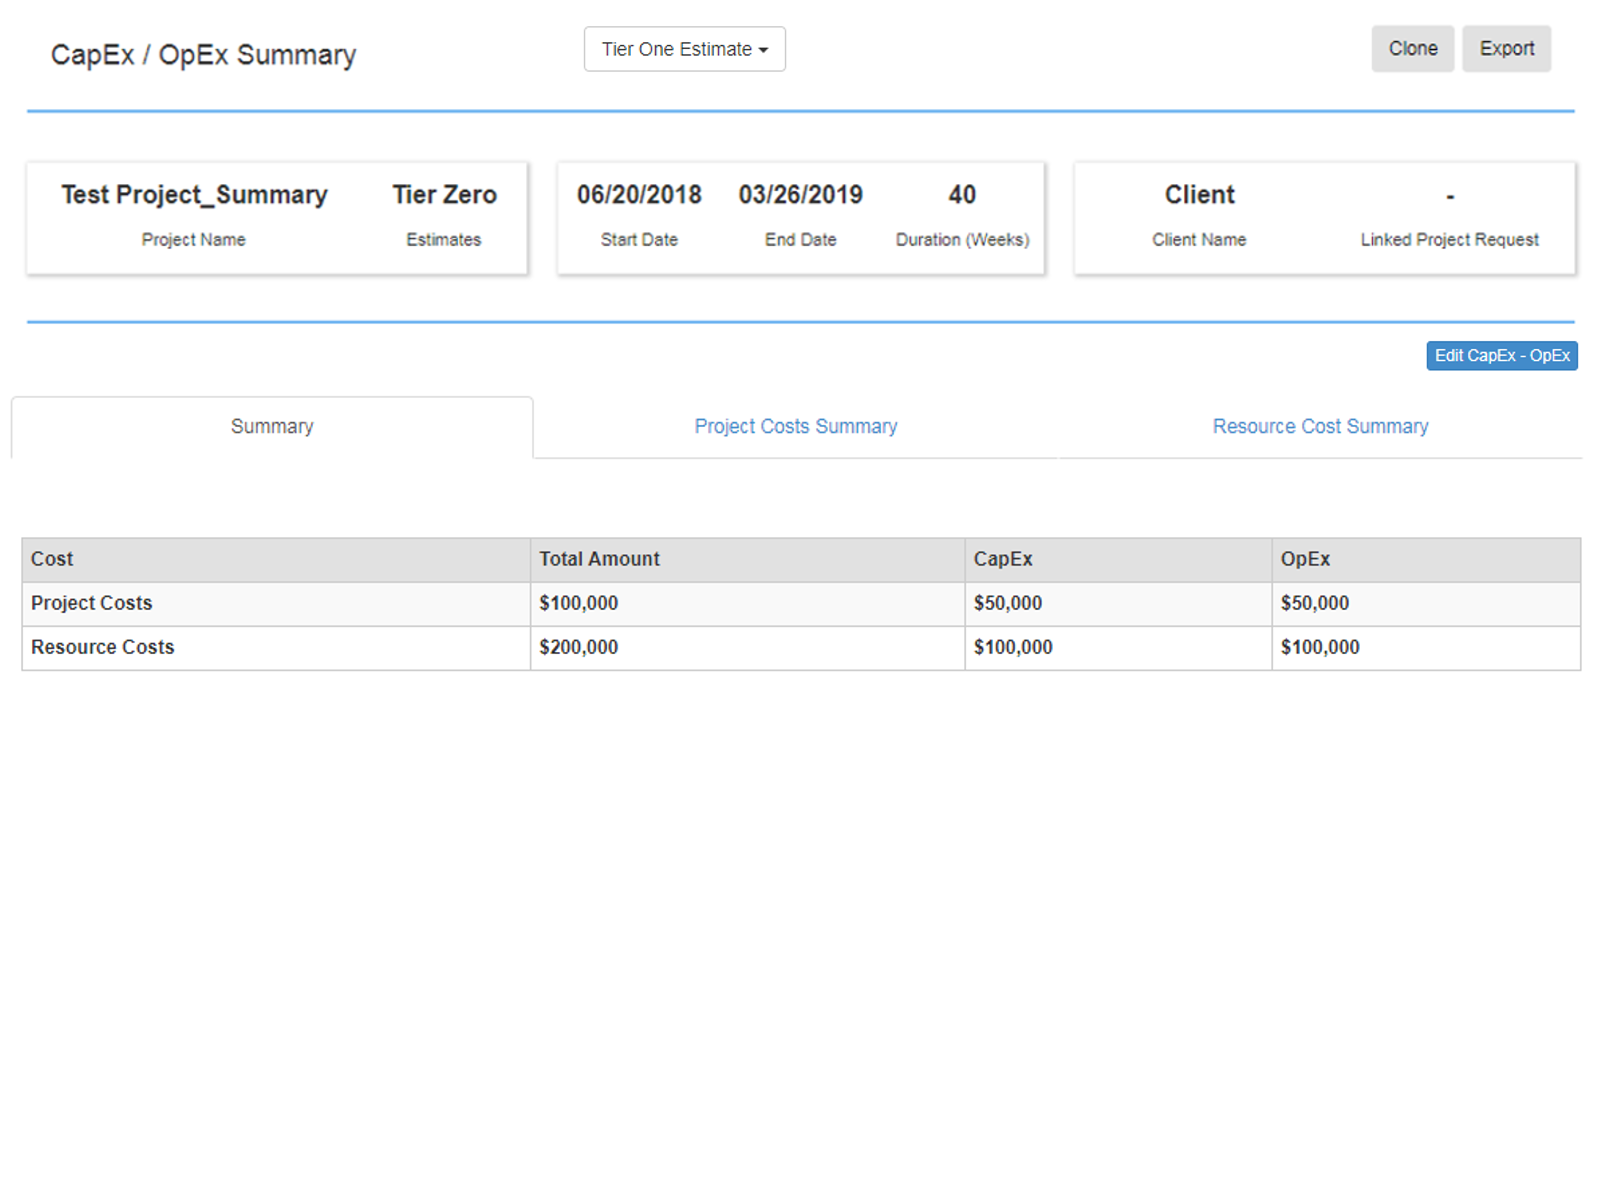 CapEx / OpEx Summary
Tier One Estimate
Clone
Export
Test Project_Summary
Project Name
Tier Zero
Estimates
06/20/2018
Start Date
03/26/2019
End Date
40
Duration (Weeks)
Client
Client Name
-
Linked Project Request
Edit CapEx - OpEx
Summary
Project Costs Summary
Resource Cost Summary
Cost Total Amount CapEx OpEx
Project Costs $100,000 $50,000 $50,000
Resource Costs $200,000 $100,000 $100,000